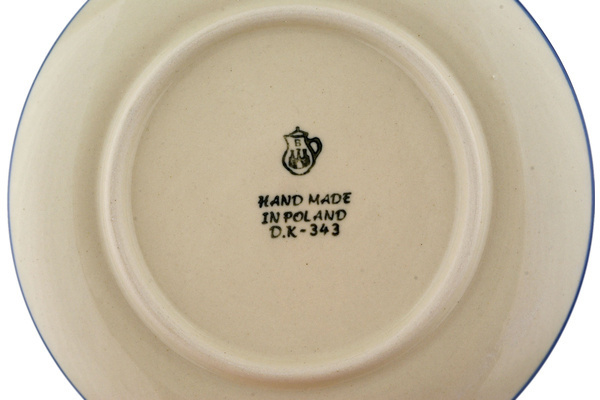 B
HAND MADE
IN POLAND
D.K-343